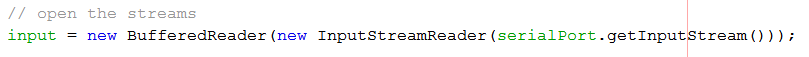 // open the streams
input = new BufferedReader(new InputStreamReader(serialPort.getInputStream()));